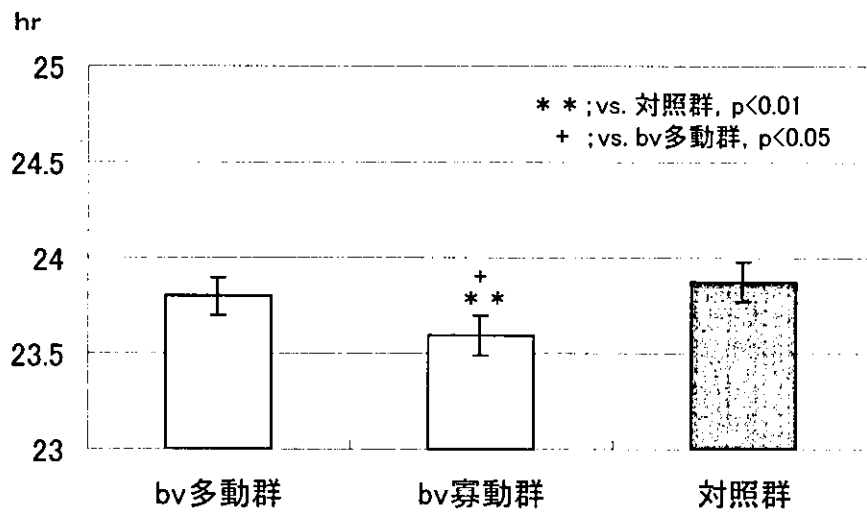 hr
25
* * ; vs. 対照群, p<0.01
+ ; vs. bv多動群, p<0.05
24.5
24
+
* *
23.5
23
bv多動群
bv寡動群
対照群